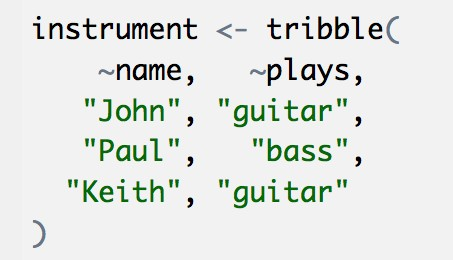 instrument <- tribble(
    ~name,   ~plays,
   "John", "guitar",
   "Paul",   "bass",
  "Keith", "guitar"
)